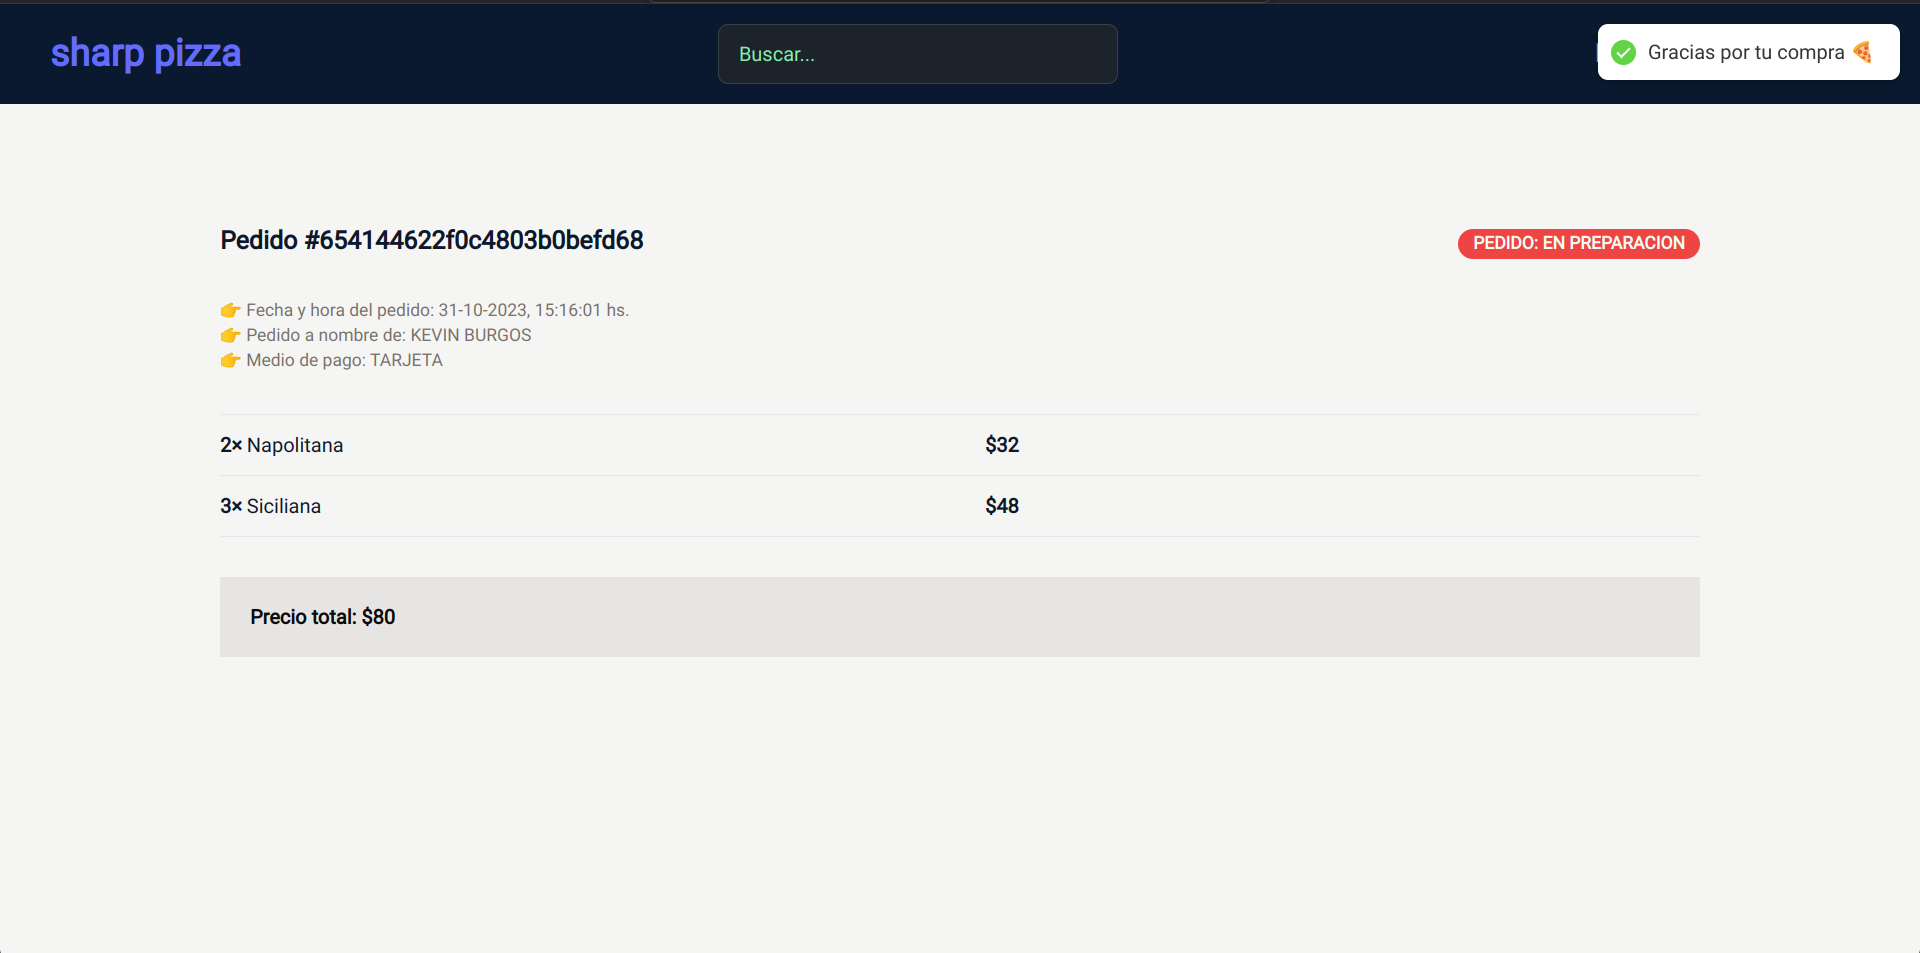 sharp pizza
Buscar...
Gracias por tu compra 🍕
Pedido #654144622f0c4803b0befd68
PEDIDO: EN PREPARACION
👉 Fecha y hora del pedido: 31-10-2023, 15:16:01 hs.
👉 Pedido a nombre de: KEVIN BURGOS
👉 Medio de pago: TARJETA
2× Napolitana $32
3× Siciliana $48
Precio total: $80